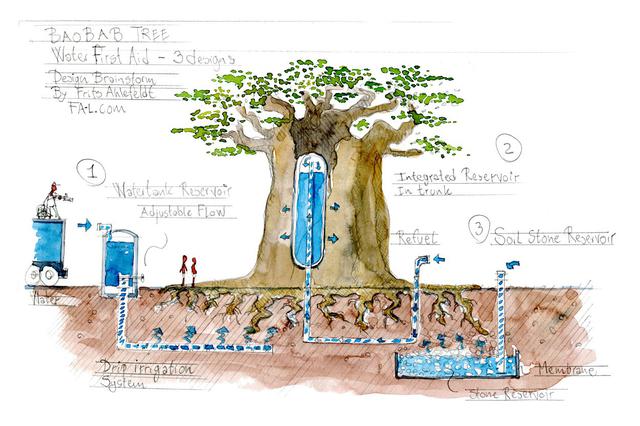 BAOBAB TREE
Water First Aid - 3 designs
Design Brainstorm
By Frits Ahlefeldt
FA-L.COM
1
Watertank Reservoir
Adjustable Flow
2
Integrated Reservoir
In trunk
Refuel
3
Soil Stone Reservoir
Water
Drip irrigation
System
Membrane
Stone Reservoir